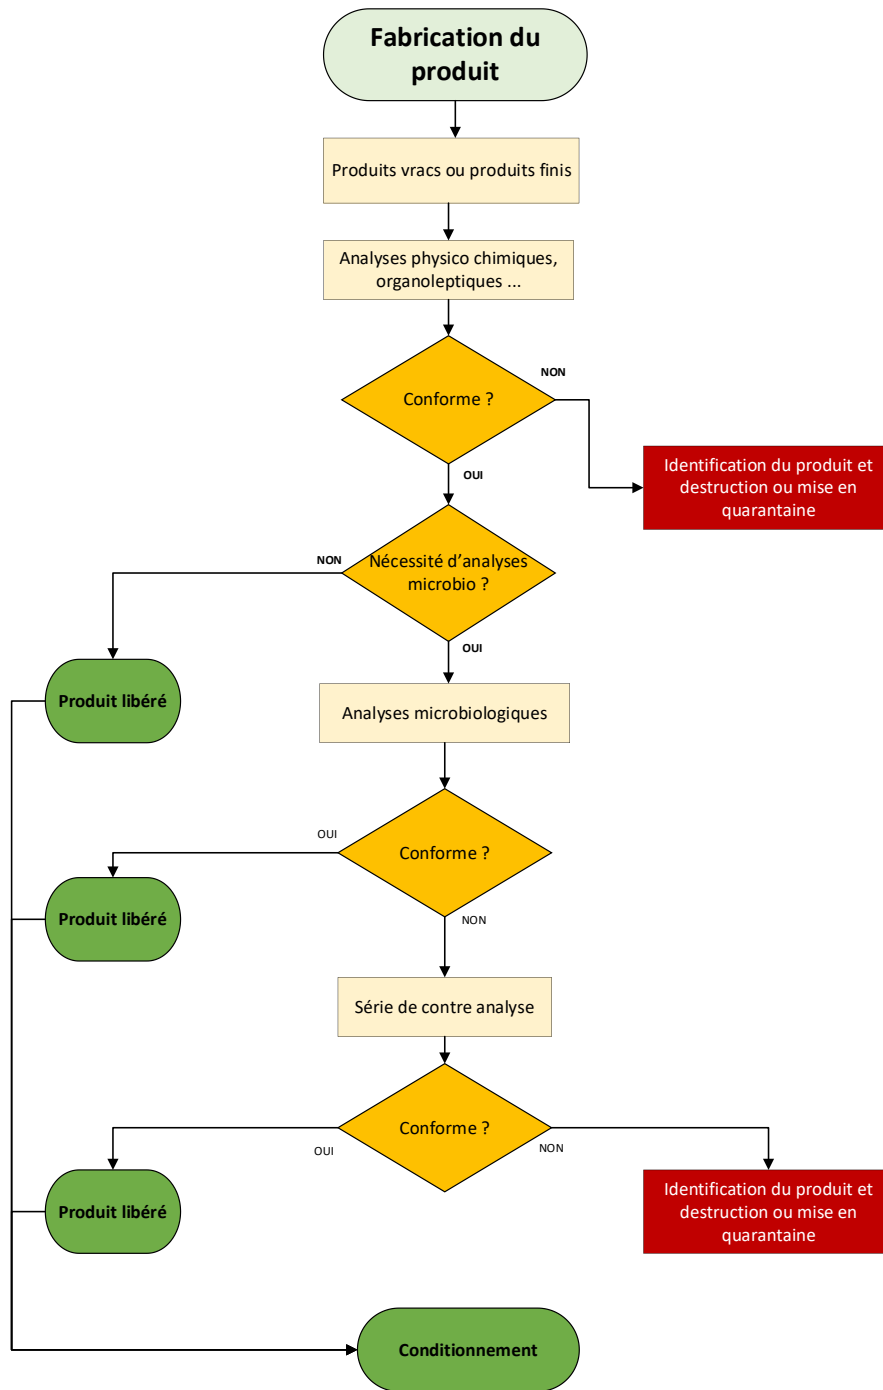 Fabrication du
produit
Produits vracs ou produits finis
Analyses physico chimiques,
organoleptiques ...
NON
Conforme ?
Identification du produit et
destruction ou mise en
quarantaine
OUI
NON
Nécessité d’analyses
microbio ?
OUI
Produit libéré
Analyses microbiologiques
OUI
Conforme ?
Produit libéré
NON
Série de contre analyse
Conforme ?
OUI
NON
Produit libéré
Identification du produit et
destruction ou mise en
quarantaine
Conditionnement